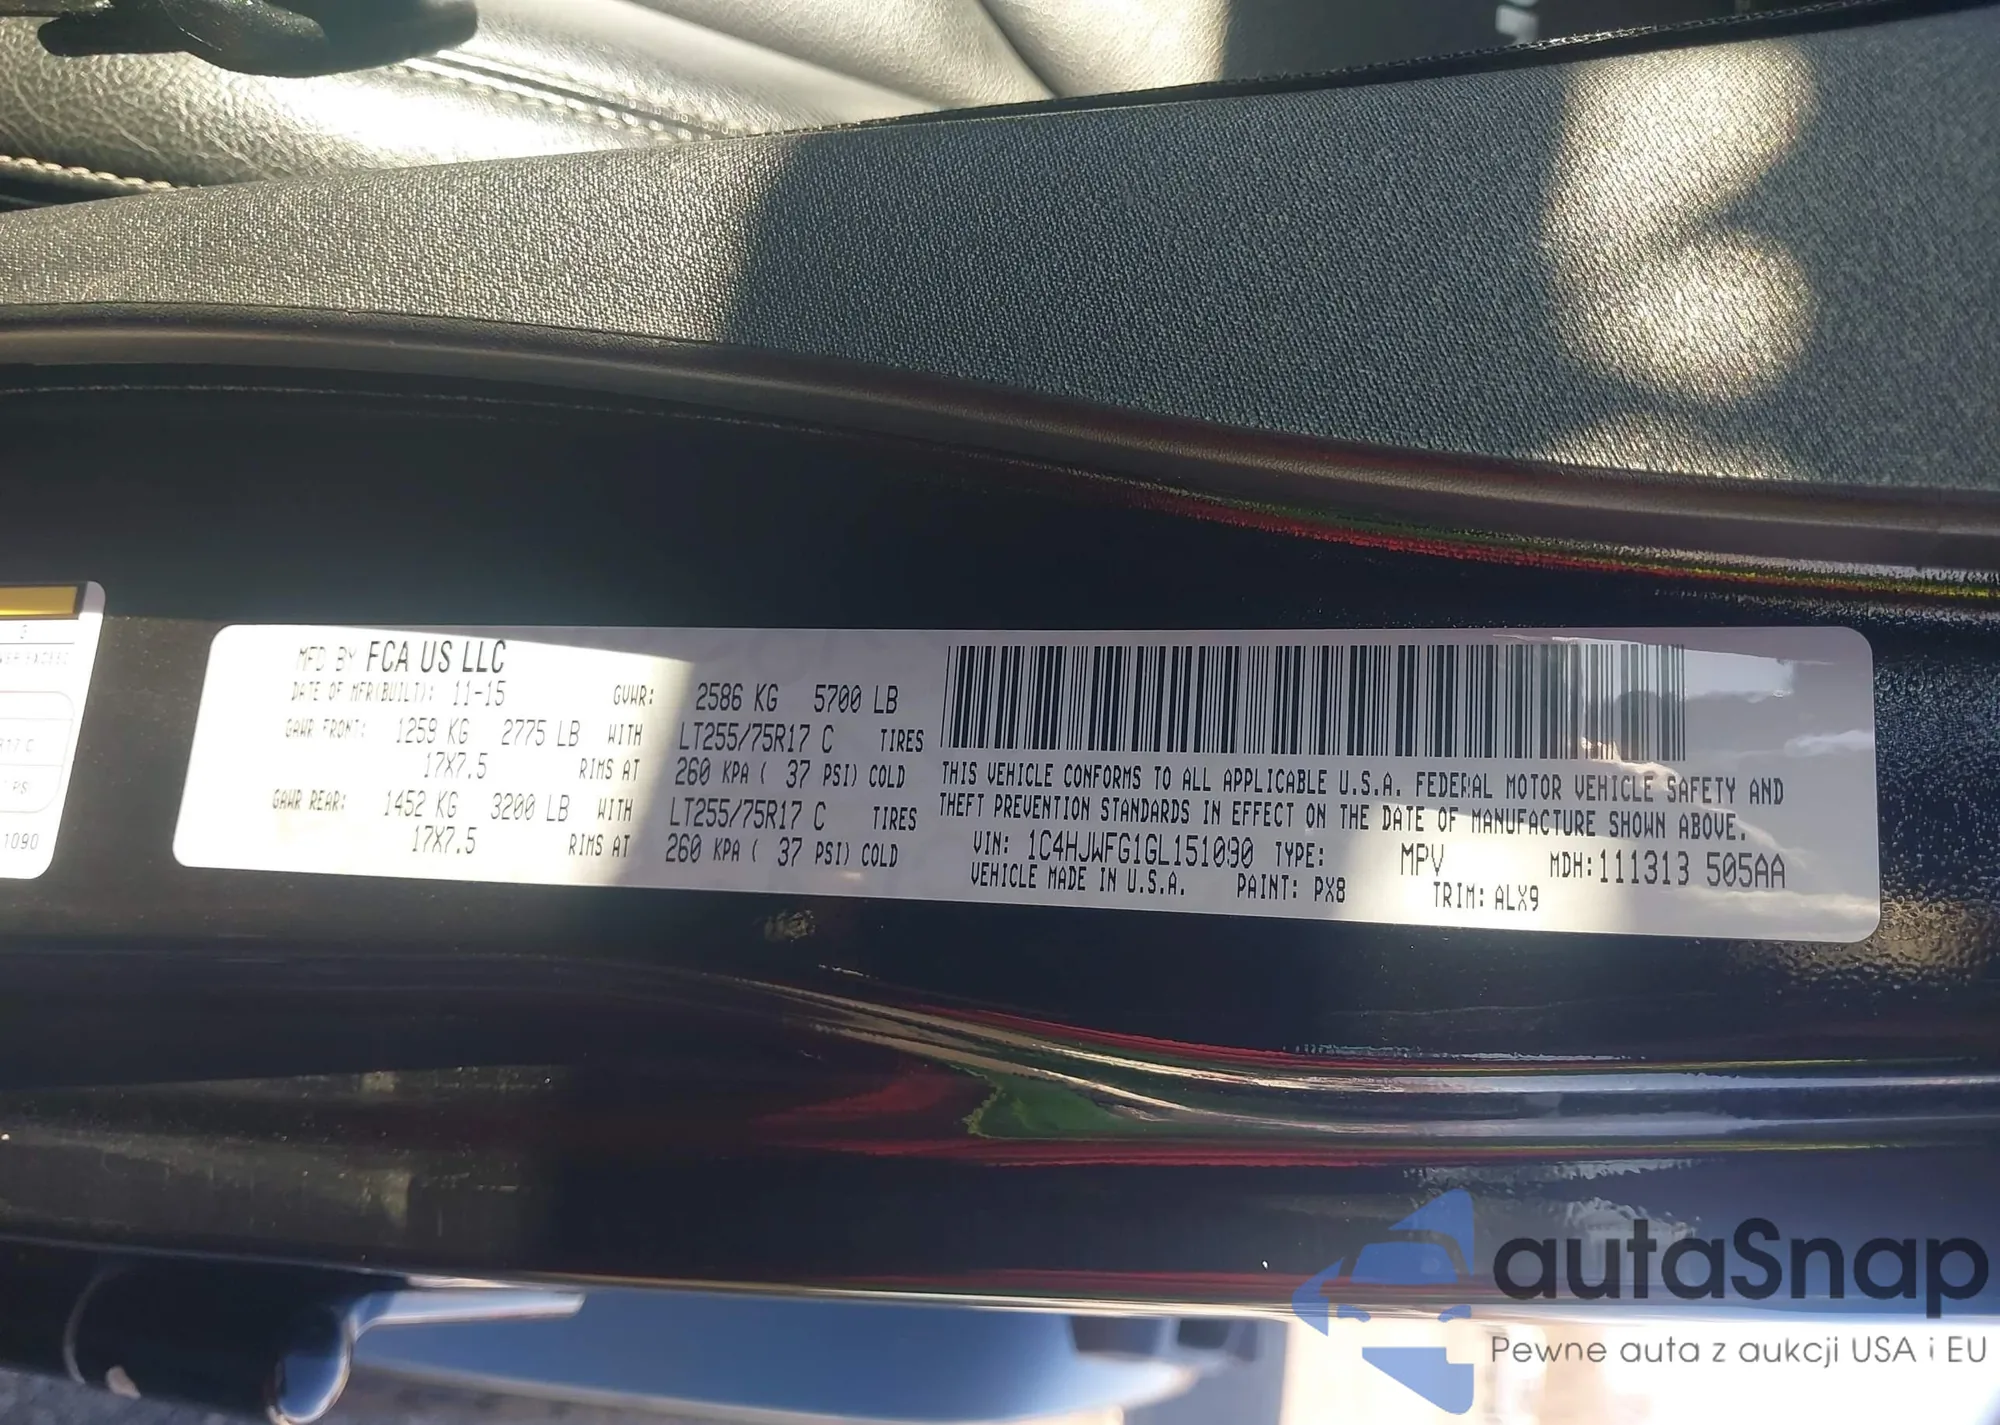 MFD BY FCA US LLC
DATE OF MFR(BUILT): 11-15 GVWR: 2586 KG 5700 LB
GAWR FRONT: 1259 KG 2775 LB WITH LT255/75R17 C TIRES
17X7.5 RIMS AT 260 KPA ( 37 PSI) COLD
GAWR REAR: 1452 KG 3200 LB WITH LT255/75R17 C TIRES
17X7.5 RIMS AT 260 KPA ( 37 PSI) COLD
THIS VEHICLE CONFORMS TO ALL APPLICABLE U.S.A. FEDERAL MOTOR VEHICLE SAFETY AND
THEFT PREVENTION STANDARDS IN EFFECT ON THE DATE OF MANUFACTURE SHOWN ABOVE.
VIN: 1C4HJWFG1GL151090 TYPE: MPV MDH:111313 505AA
VEHICLE MADE IN U.S.A. PAINT: PX8 TRIM: ALX9
R17 C
PSI
1090
autaSnap
Pewne auta z aukcji USA i EU